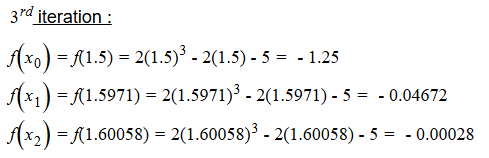 3rd iteration :
f(x0) = f(1.5) = 2(1.5)3 - 2(1.5) - 5 = - 1.25
f(x1) = f(1.5971) = 2(1.5971)3 - 2(1.5971) - 5 = - 0.04672
f(x2) = f(1.60058) = 2(1.60058)3 - 2(1.60058) - 5 = - 0.00028